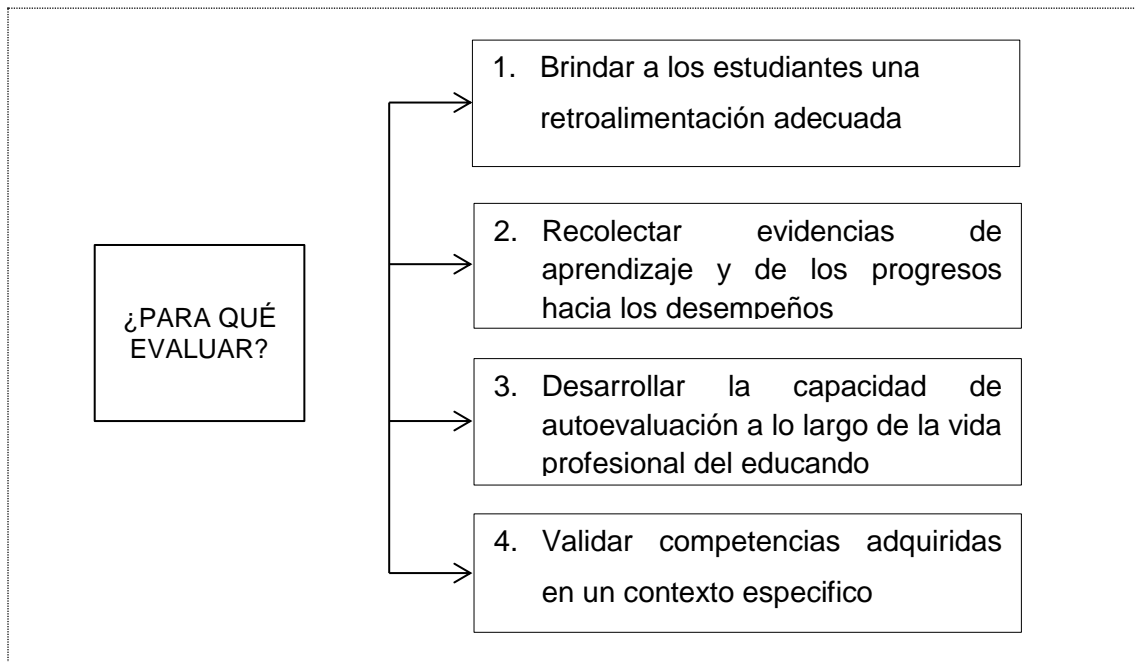 1. Brindar a los estudiantes una
retroalimentación adecuada
2. Recolectar evidencias de
aprendizaje y de los progresos
hacia los desempeños
¿PARA QUÉ
EVALUAR?
3. Desarrollar la capacidad de
autoevaluación a lo largo de la vida
profesional del educando
4. Validar competencias adquiridas
en un contexto especifico